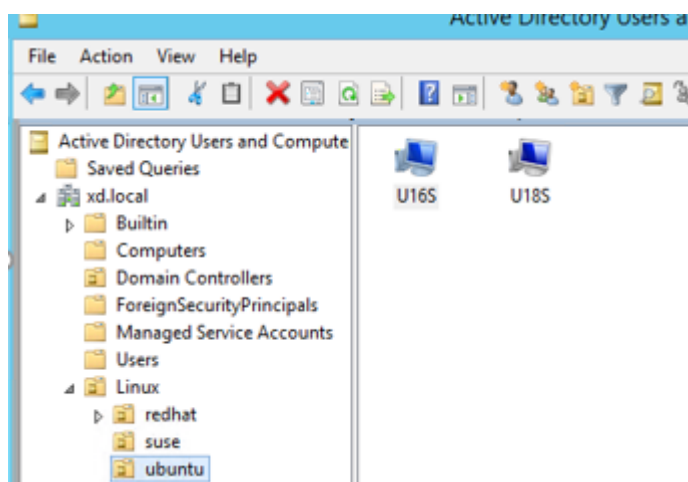 Active Directory Users a
File Action View Help
Active Directory Users and Compute
Saved Queries
xd.local
Builtin
Computers
Domain Controllers
ForeignSecurityPrincipals
Managed Service Accounts
Users
Linux
redhat
suse
ubuntu
U16S U18S